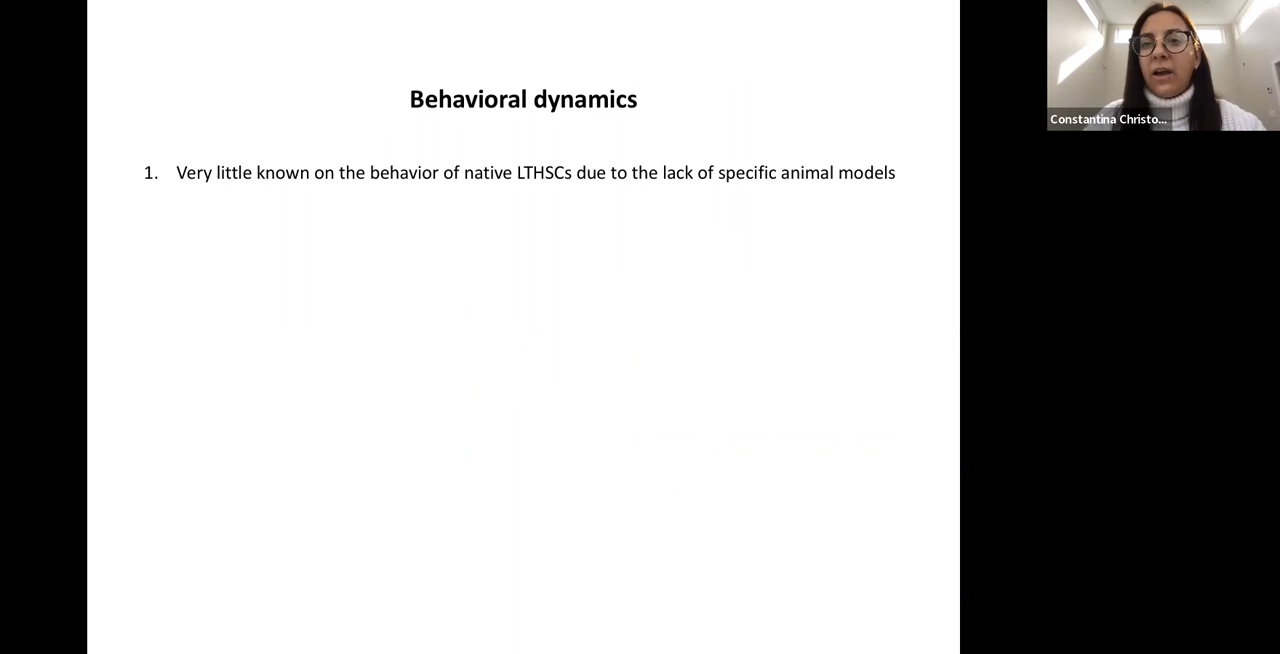 Behavioral dynamics
1. Very little known on the behavior of native LTHSCs due to the lack of specific animal models
Constantina Christo...